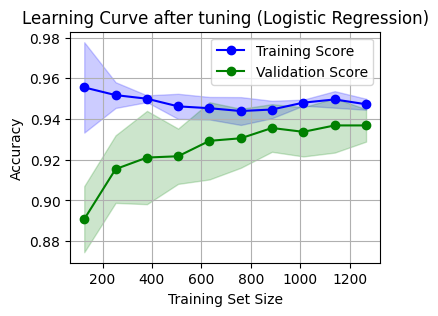 Learning Curve after tuning (Logistic Regression)
0.98
0.96
0.94
0.92
0.90
0.88
Accuracy
Training Score
Validation Score
200 400 600 800 1000 1200
Training Set Size